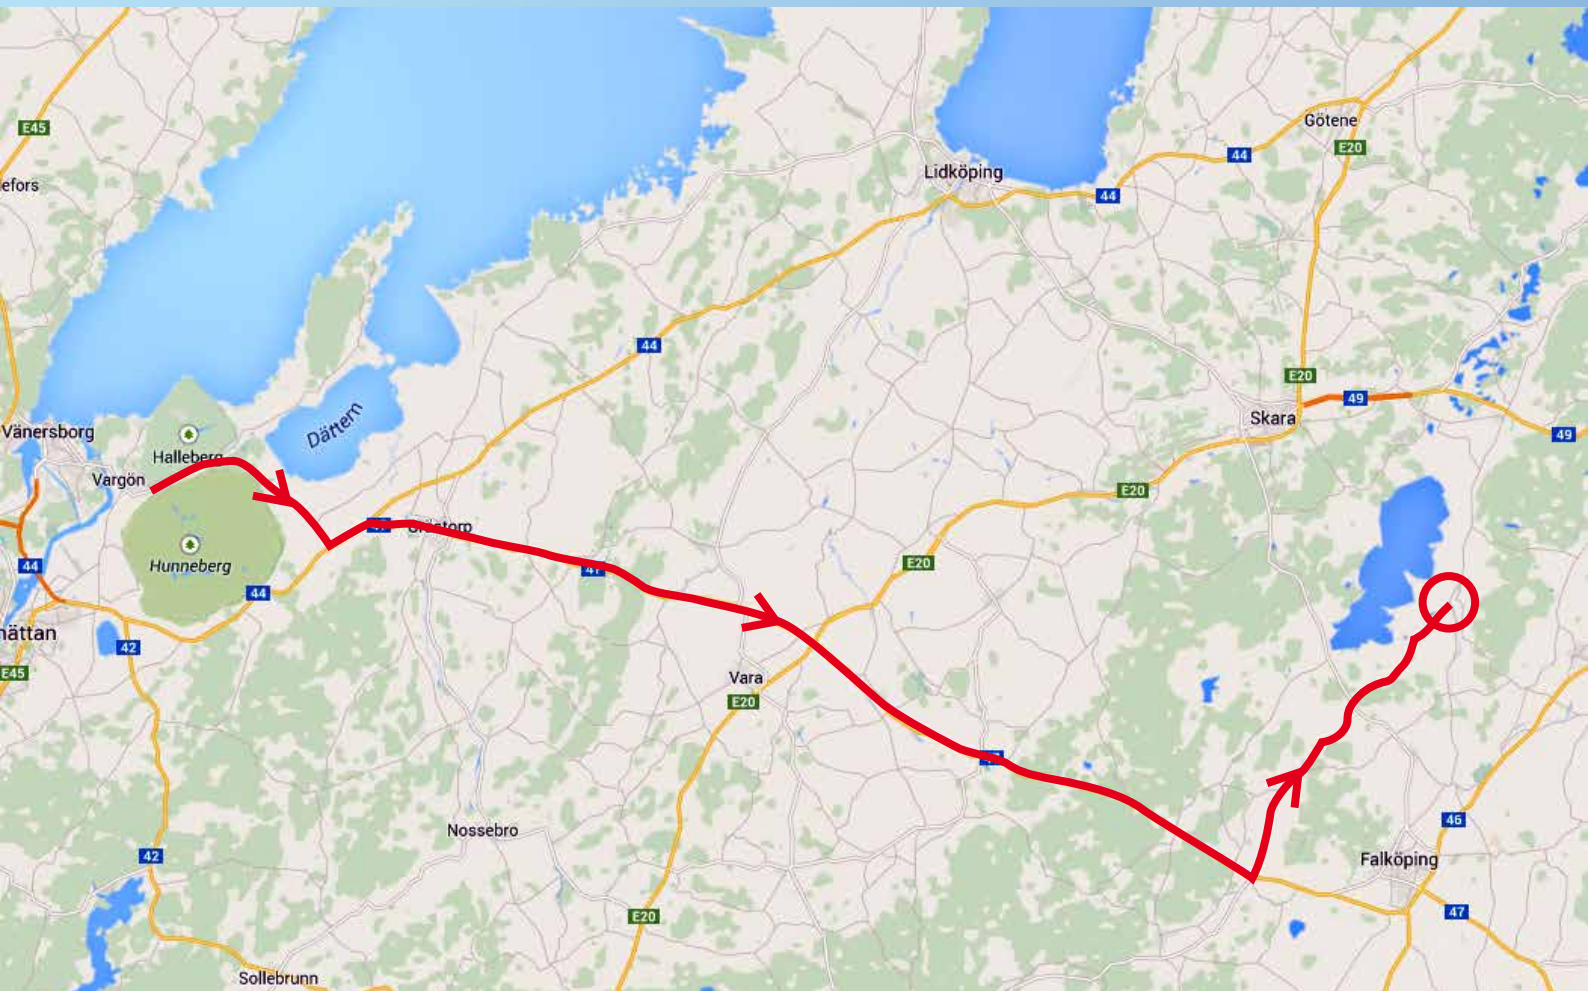 E45
Götene
E20
44
efors
Lidköping
44
44
E20
49
Skara
Dättern
Vänersborg
49
Halleberg
Vargön
E20
44
Hunneberg
E20
44
47
ättan
42
E45
Vara
E20
Nossebro
46
42
Falköping
E20
47
Sollebrunn